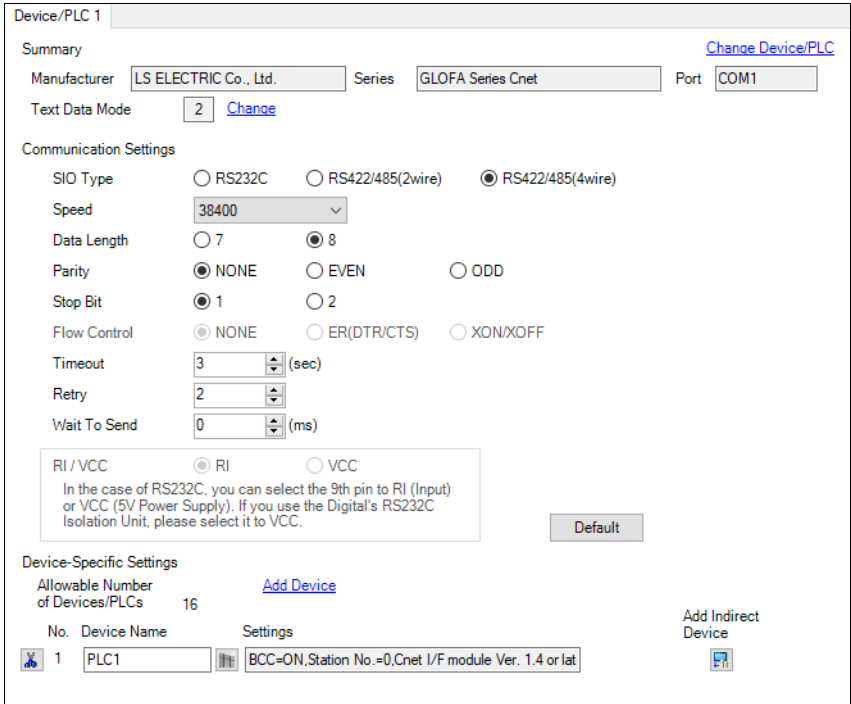 Device/PLC 1
Summary
Change Device/PLC
Manufacturer LS ELECTRIC Co., Ltd. Series GLOFA Series Cnet Port COM1
Text Data Mode 2 Change
Communication Settings
SIO Type RS232C RS422/485(2wire) RS422/485(4wire)
Speed 38400
Data Length 7 8
Parity NONE EVEN ODD
Stop Bit 1 2
Flow Control NONE ER(DTR/CTS) XON/XOFF
Timeout 3 (sec)
Retry 2
Wait To Send 0 (ms)
RI / VCC RI VCC
In the case of RS232C, you can select the 9th pin to RI (Input)
or VCC (5V Power Supply). If you use the Digital's RS232C
Isolation Unit, please select it to VCC.
Default
Device-Specific Settings
Allowable Number
of Devices/PLCs 16
Add Device
Add Indirect
Device
No. Device Name Settings
1 PLC1 BCC=ON,Station No.=0,Cnet I/F module Ver. 1.4 or lat